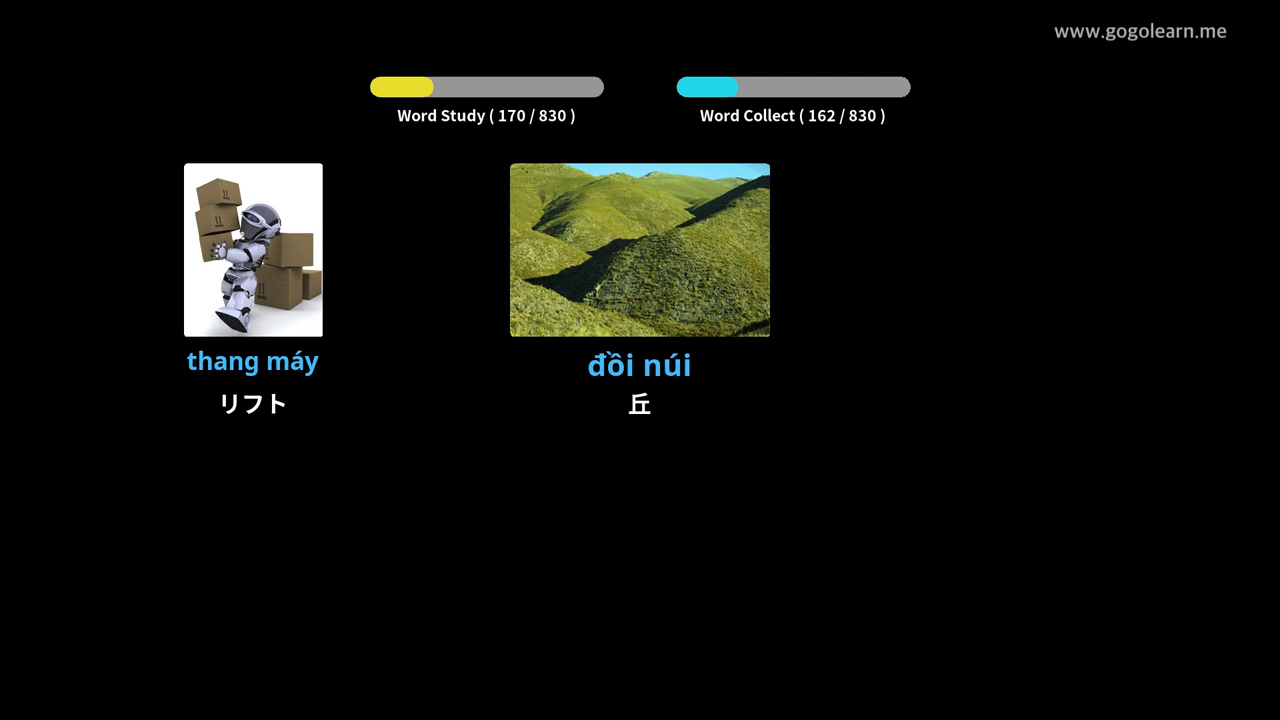 www.gogolearn.me
Word Study ( 170 / 830 )
Word Collect ( 162 / 830 )
thang máy
リフト
đồi núi
丘